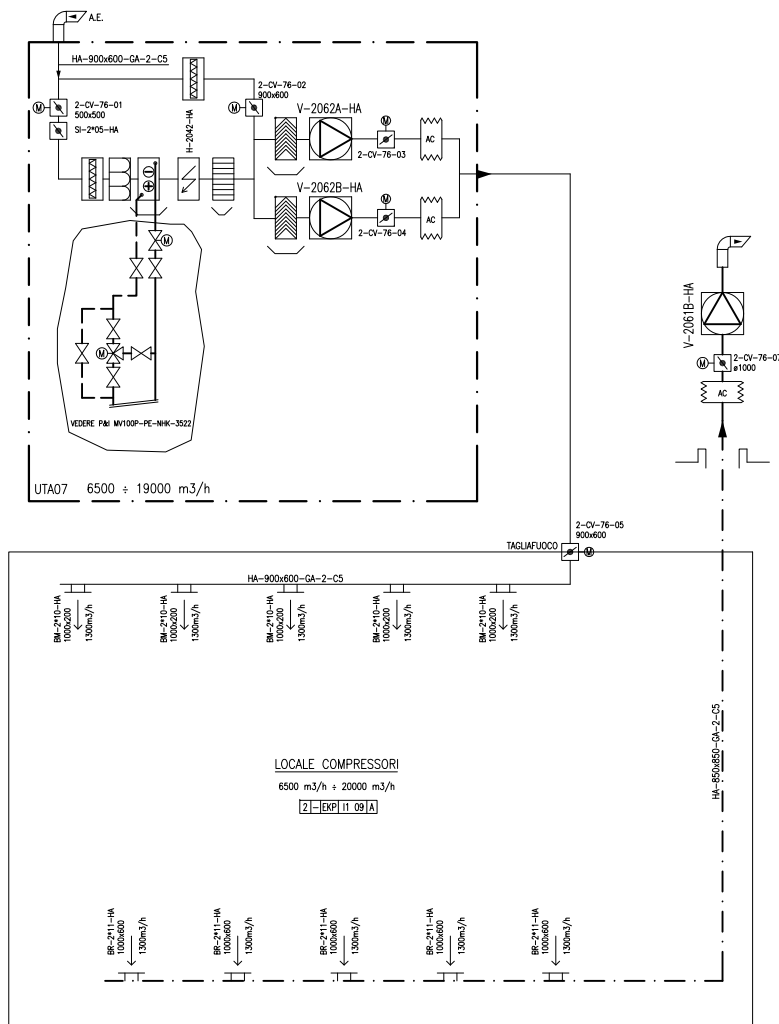 A.E.
HA-900x600-GA-2-C5
2-CV-76-01
500x500
M
SI-2*05-HA
H-2042-HA
2-CV-76-02
900x600
M
V-2062A-HA
M
2-CV-76-03
AC
V-2062B-HA
M
2-CV-76-04
AC
M
M
VEDERE P&I MV100P-PE-NHK-3522
UTA07 6500 ÷ 19000 m3/h
V-2061B-HA
M
2-CV-76-07
ø1000
AC
2-CV-76-05
900x600
TAGLIAFUOCO
M
HA-900x600-GA-2-C5
BM-2*10-HA
1000x200
1300m3/h
BM-2*10-HA
1000x200
1300m3/h
BM-2*10-HA
1000x200
1300m3/h
BM-2*10-HA
1000x200
1300m3/h
BM-2*10-HA
1000x200
1300m3/h
HA-850x850-GA-2-C5
LOCALE COMPRESSORI
6500 m3/h ÷ 20000 m3/h
2 - EKP 11 09 A
BR-2*11-HA
1000x600
1300m3/h
BR-2*11-HA
1000x600
1300m3/h
BR-2*11-HA
1000x600
1300m3/h
BR-2*11-HA
1000x600
1300m3/h
BR-2*11-HA
1000x600
1300m3/h